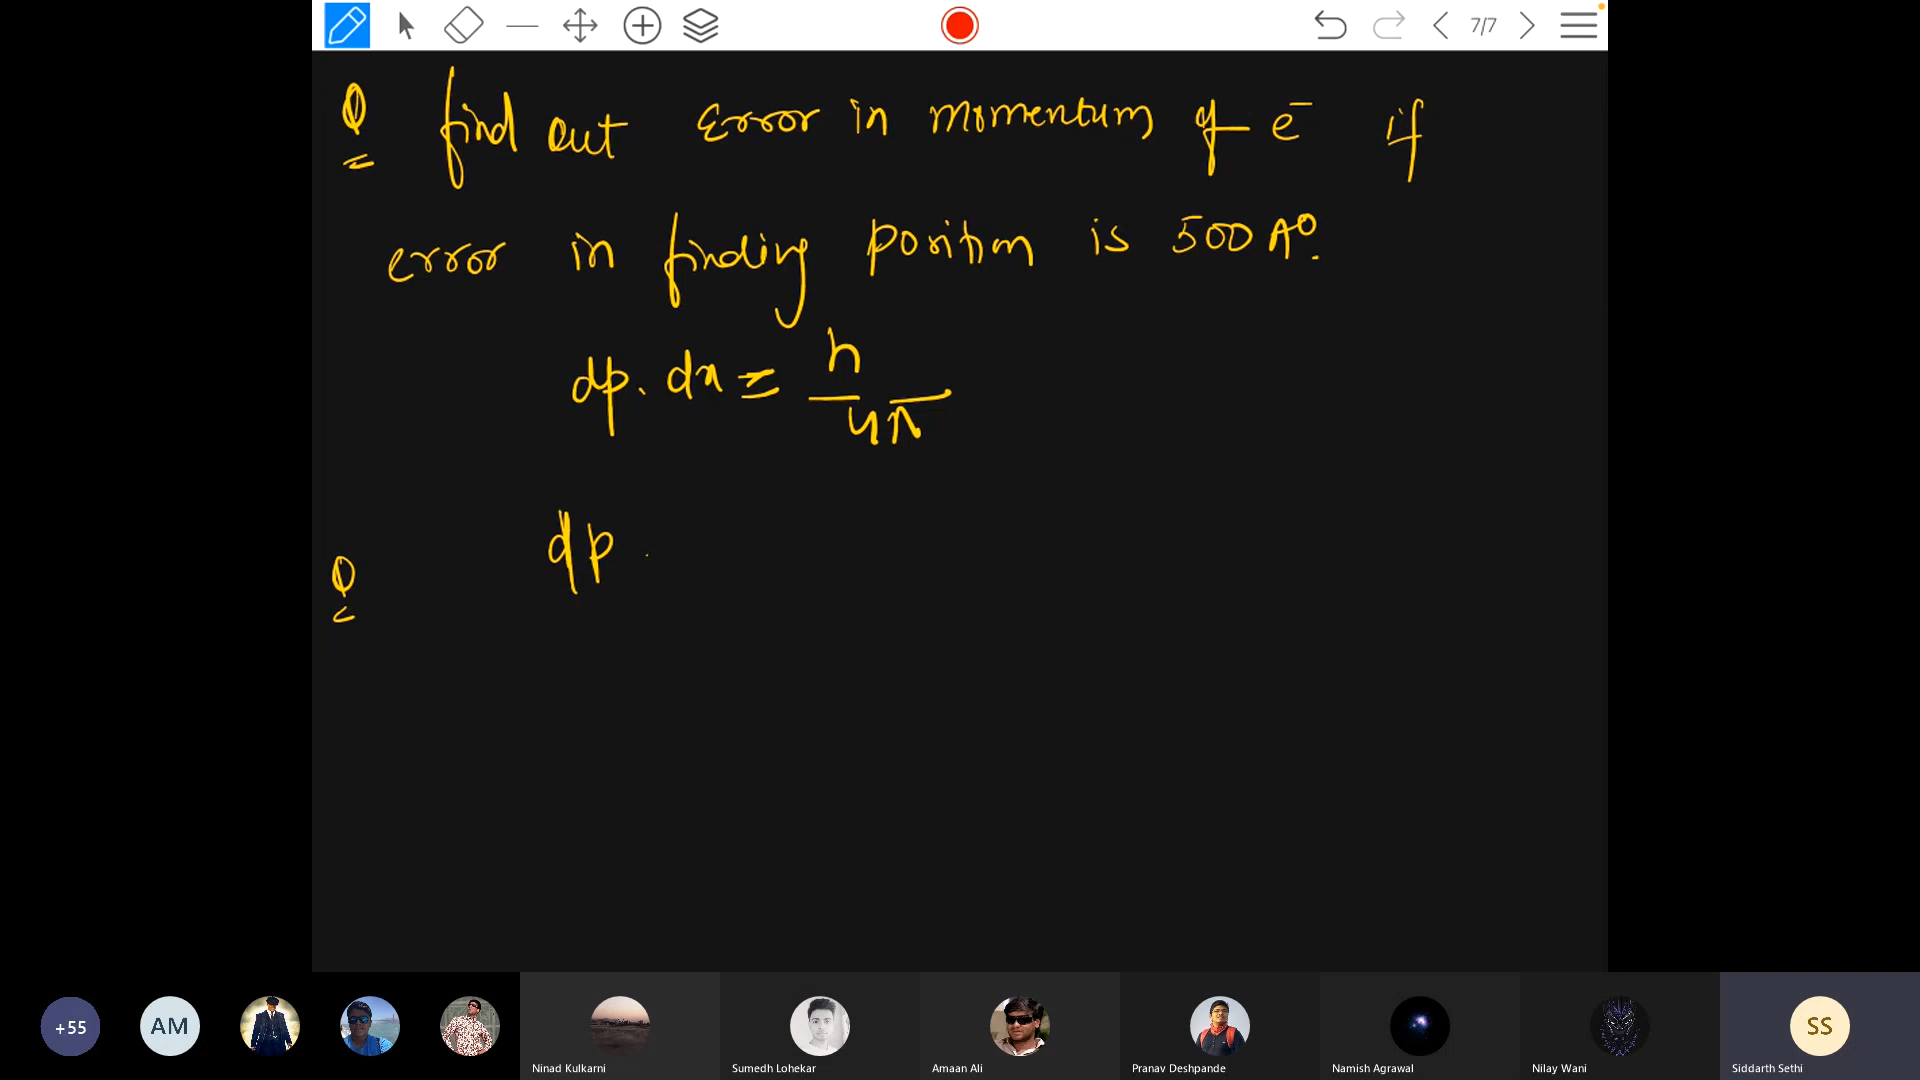 7/7
Q find out error in momentum of e⁻ if
error in finding position is 500 A°.
dp. dx = h/4π
dp .
Q
+55
AM
SS
Ninad Kulkarni
Sumedh Lohekar
Amaan Ali
Pranav Deshpande
Namish Agrawal
Nilay Wani
Siddarth Sethi